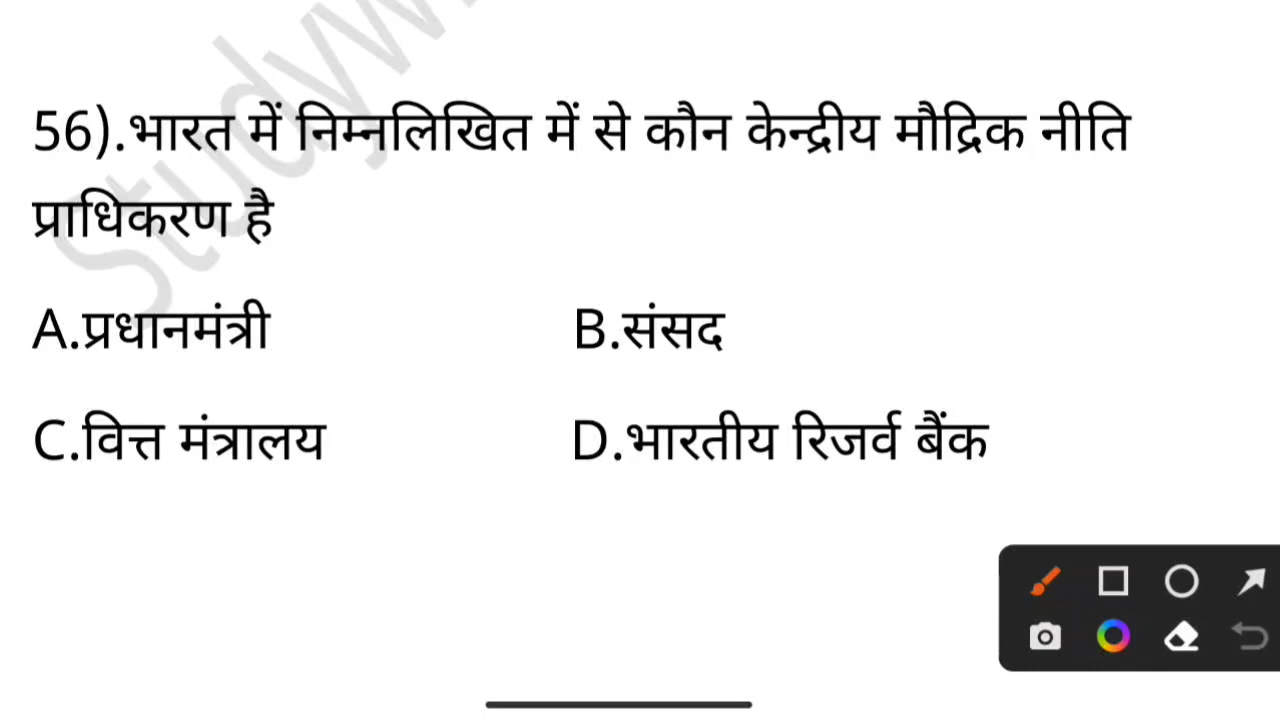 56).भारत में निम्नलिखित में से कौन केन्द्रीय मौद्रिक नीति
प्राधिकरण है
A.प्रधानमंत्री B.संसद
C.वित्त मंत्रालय D.भारतीय रिजर्व बैंक